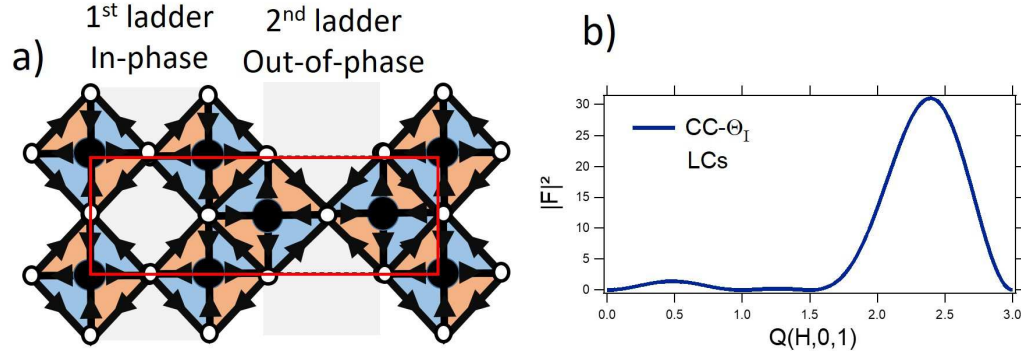 1st ladder
In-phase
2nd ladder
Out-of-phase
a)
b)
CC-ΘI
LCs
|F|²
30
25
20
15
10
5
0
0.0 0.5 1.0 1.5 2.0 2.5 3.0
Q(H,0,1)